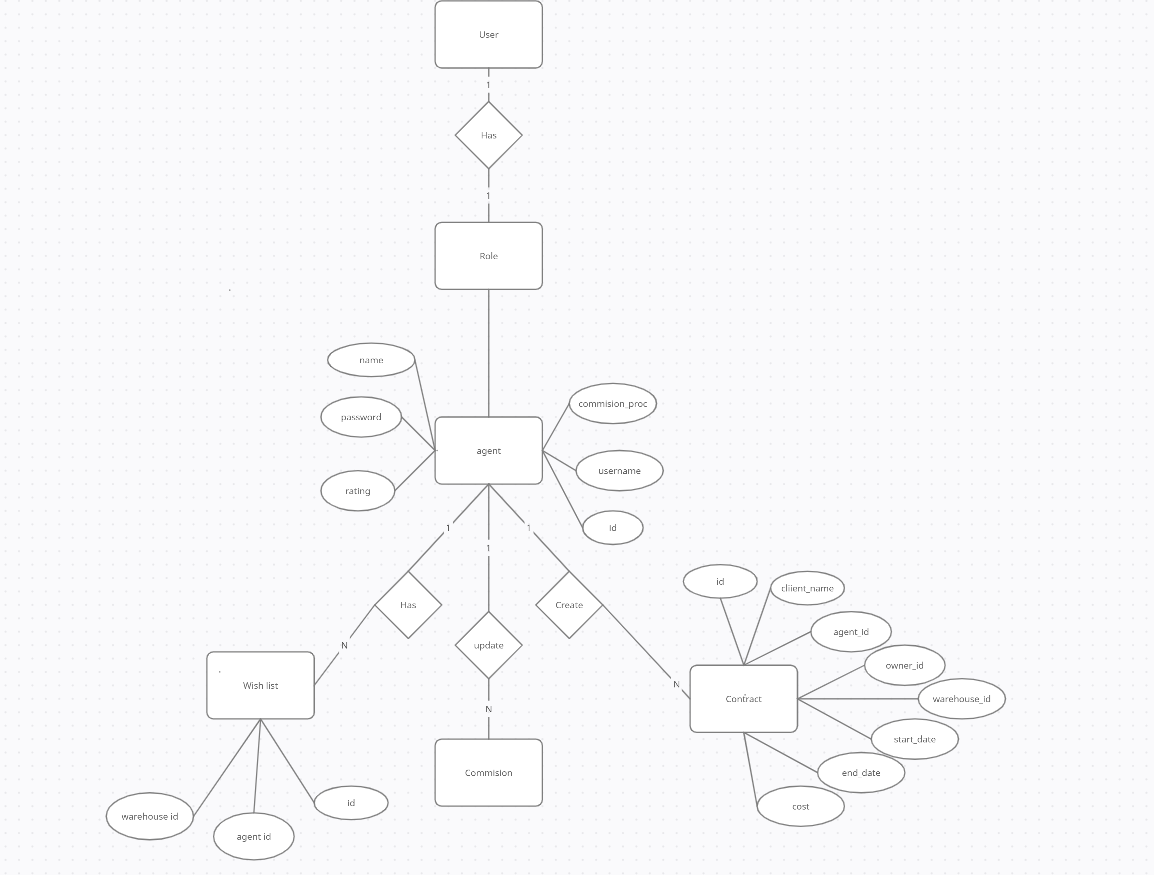 User
1
Has
1
Role
name
commision_proc
password
agent
username
rating
id
1
1
1
id
cliient_name
Has
Create
agent_id
N
update
owner_id
Wish list
N
Contract
warehouse_id
N
start_date
Commision
end_date
warehouse id
id
cost
agent id